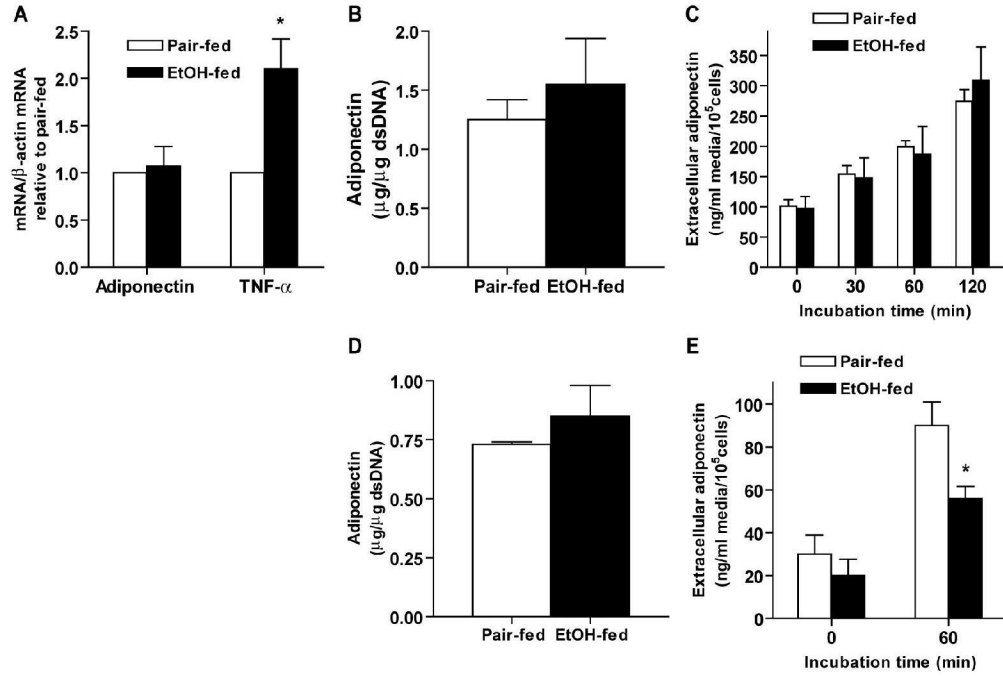 A
mRNA/β-actin mRNA
relative to pair-fed
2.5
2.0
1.5
1.0
0.5
0.0
Pair-fed
EtOH-fed
*
Adiponectin
TNF-α
B
Adiponectin
(μg/μg dsDNA)
2.0
1.5
1.0
0.5
0.0
Pair-fed
EtOH-fed
C
Pair-fed
EtOH-fed
Extracellular adiponectin
(ng/ml media/10⁵cells)
350
300
250
200
150
100
50
0
0
30
60
120
Incubation time (min)
D
Adiponectin
(μg/μg dsDNA)
1.00
0.75
0.50
0.25
0.00
Pair-fed
EtOH-fed
E
Pair-fed
EtOH-fed
Extracellular adiponectin
(ng/ml media/10⁵cells)
100
80
60
40
20
0
*
0
60
Incubation time (min)